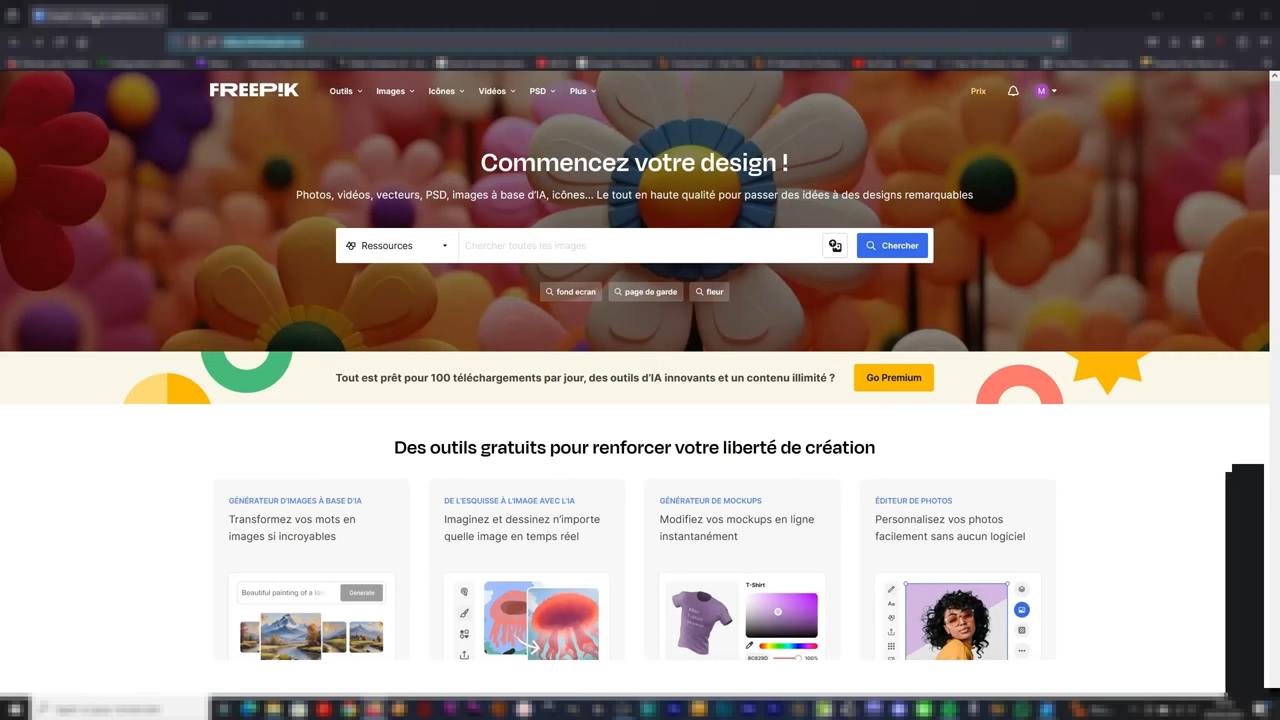 FREEPIK
Outils Images Icônes Vidéos PSD Plus Prix M
Commencez votre design !
Photos, vidéos, vecteurs, PSD, images à base d'IA, icônes... Le tout en haute qualité pour passer des idées à des designs remarquables
Ressources Chercher toutes les images Chercher
fond ecran page de garde fleur
Tout est prêt pour 100 téléchargements par jour, des outils d'IA innovants et un contenu illimité ? Go Premium
Des outils gratuits pour renforcer votre liberté de création
GÉNÉRATEUR D'IMAGES À BASE D'IA
Transformez vos mots en
images si incroyables
Beautiful painting of a lan Generate
DE L'ESQUISSE À L'IMAGE AVEC L'IA
Imaginez et dessinez n'importe
quelle image en temps réel
GÉNÉRATEUR DE MOCKUPS
Modifiez vos mockups en ligne
instantanément
T-Shirt
BC829D 100%
ÉDITEUR DE PHOTOS
Personnalisez vos photos
facilement sans aucun logiciel
Aa